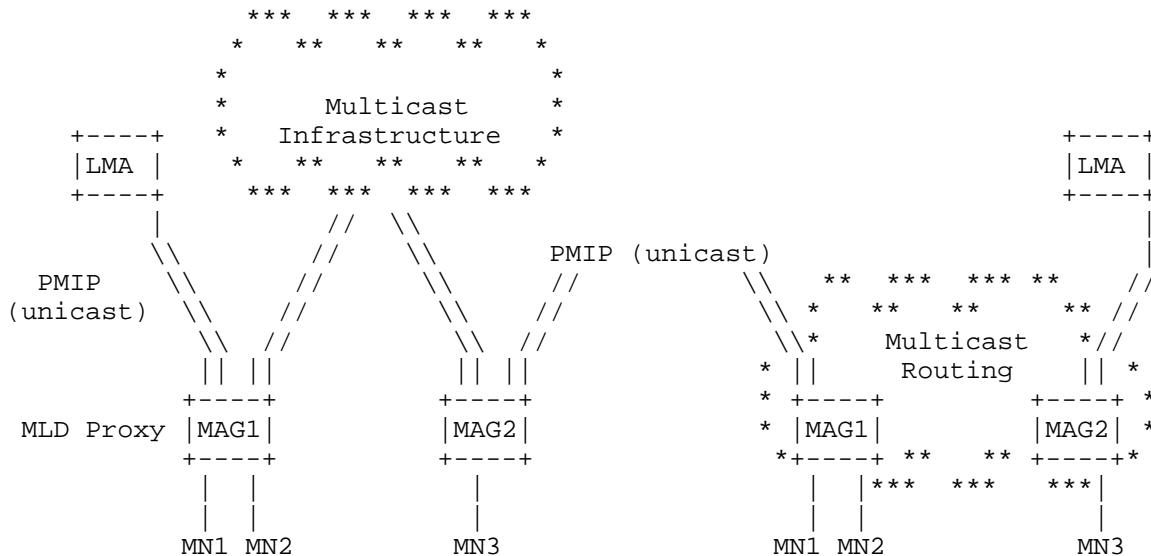 Multicast
Infrastructure
LMA
LMA
PMIP (unicast)
PMIP
(unicast)
Multicast
Routing
MLD Proxy MAG1 MAG2 MAG1 MAG2
MN1 MN2 MN3 MN1 MN2 MN3